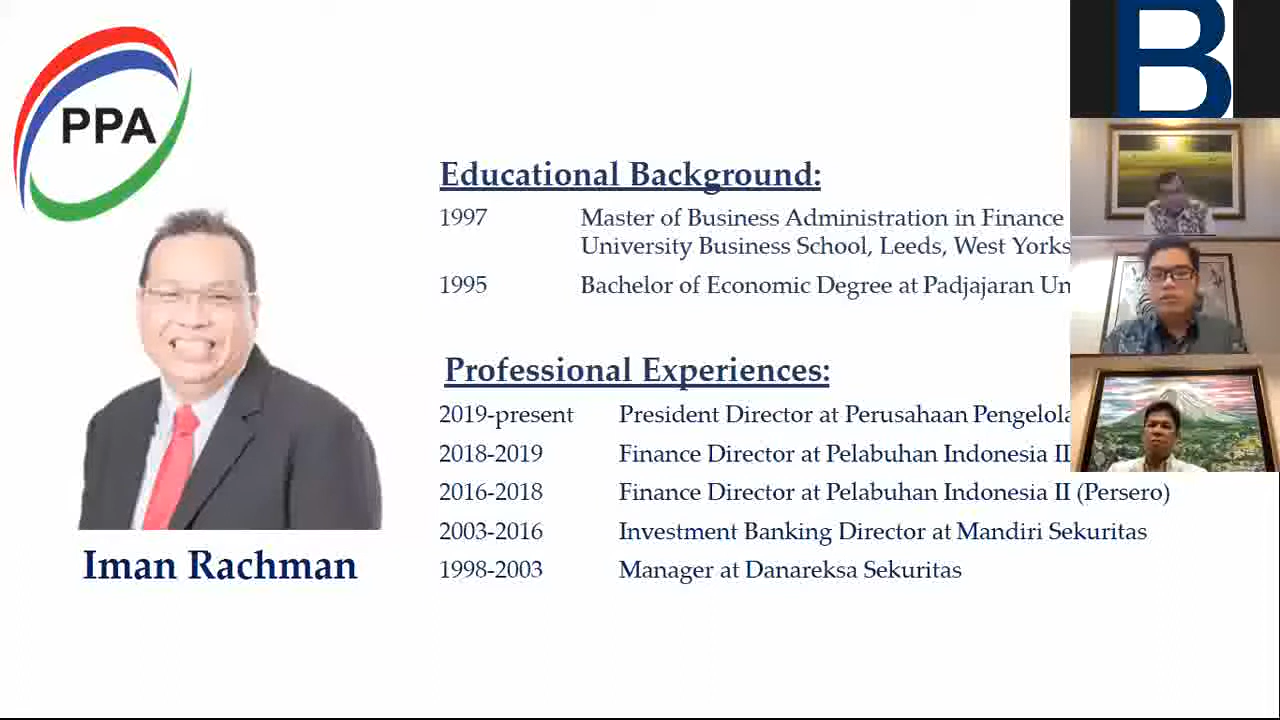 PPA
B
Educational Background:
1997 Master of Business Administration in Finance
University Business School, Leeds, West Yorks
1995 Bachelor of Economic Degree at Padjajaran Un
Professional Experiences:
2019-present President Director at Perusahaan Pengelola
2018-2019 Finance Director at Pelabuhan Indonesia II
2016-2018 Finance Director at Pelabuhan Indonesia II (Persero)
2003-2016 Investment Banking Director at Mandiri Sekuritas
1998-2003 Manager at Danareksa Sekuritas
Iman Rachman